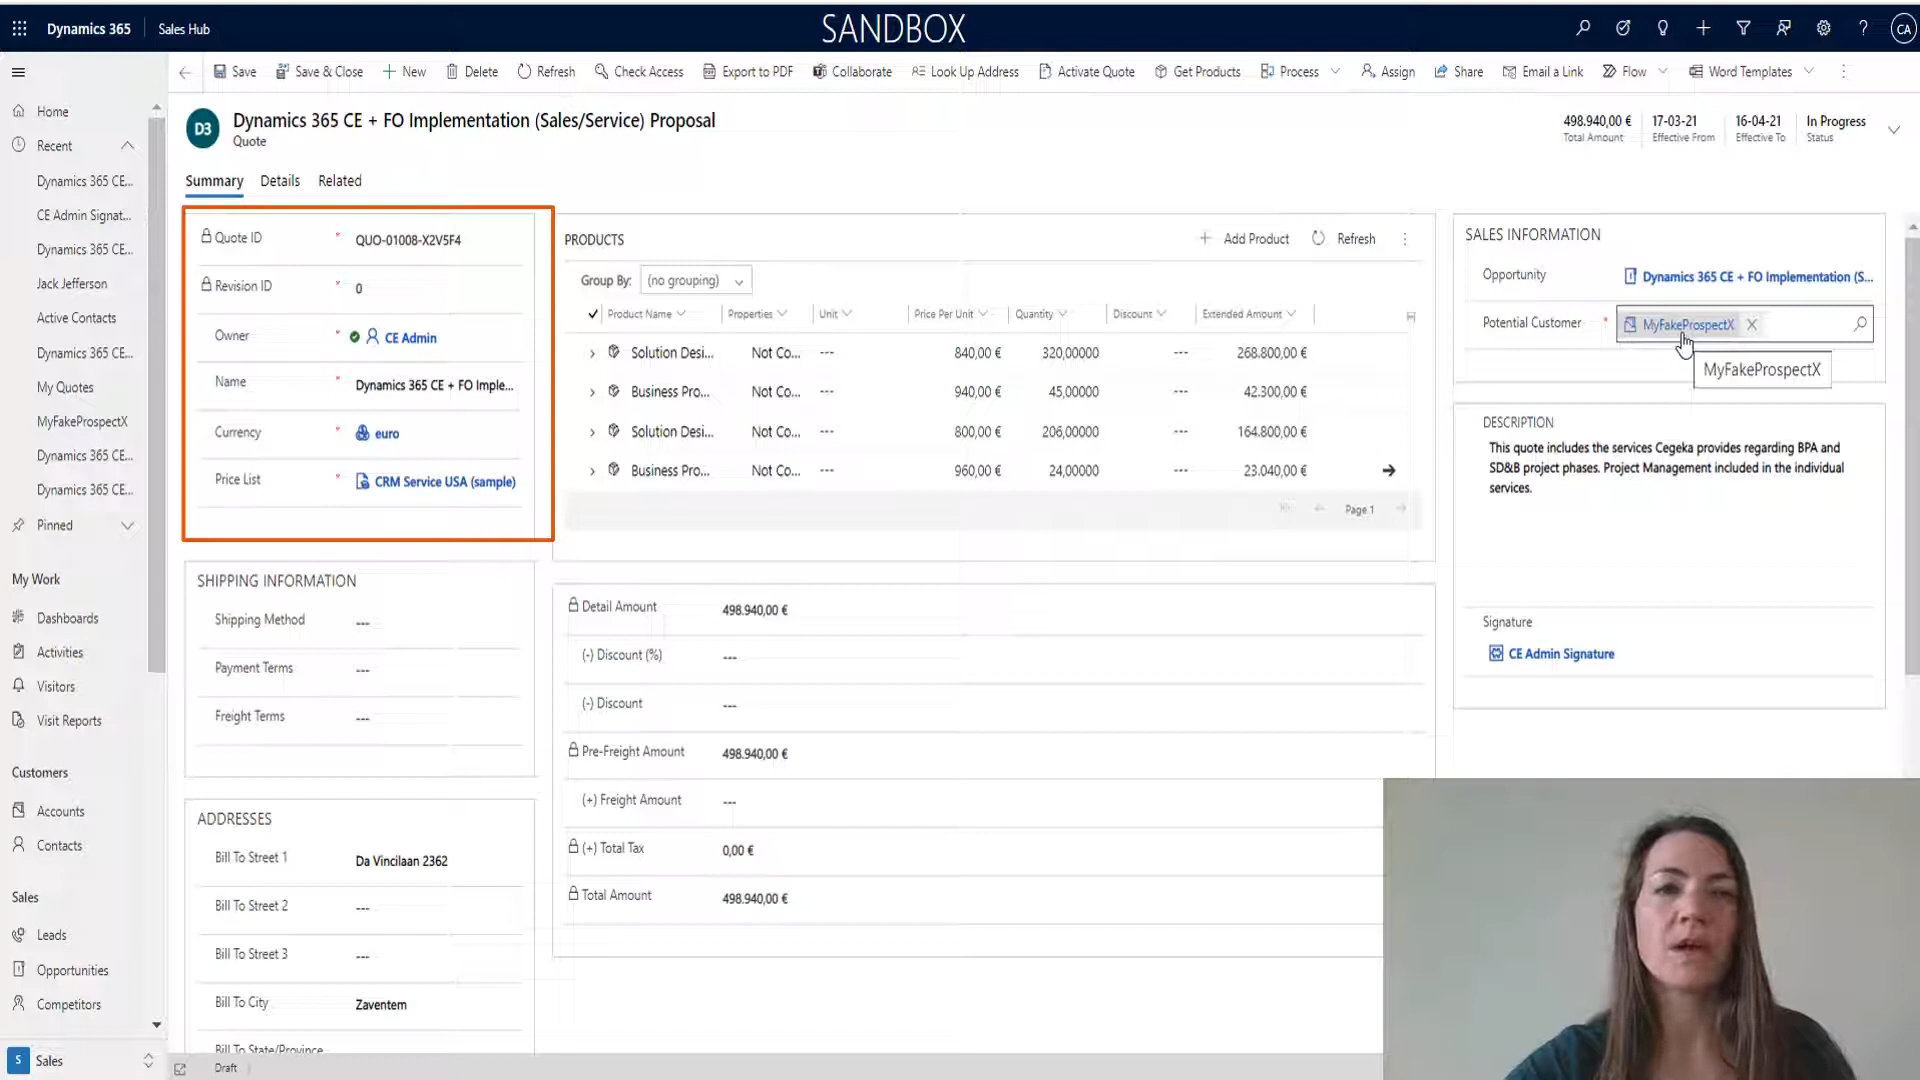 Dynamics 365
Sales Hub
SANDBOX
CA
Save
Save & Close
New
Delete
Refresh
Check Access
Export to PDF
Collaborate
Look Up Address
Activate Quote
Get Products
Process
Assign
Share
Email a Link
Flow
Word Templates
Home
Recent
Dynamics 365 CE...
CE Admin Signat...
Dynamics 365 CE...
Jack Jefferson
Active Contacts
Dynamics 365 CE...
My Quotes
MyFakeProspectX
Dynamics 365 CE...
Dynamics 365 CE...
Pinned
My Work
Dashboards
Activities
Visitors
Visit Reports
Customers
Accounts
Contacts
Sales
Leads
Opportunities
Competitors
S Sales
D3
Dynamics 365 CE + FO Implementation (Sales/Service) Proposal
Quote
498.940,00 €
Total Amount
17-03-21
Effective From
16-04-21
Effective To
In Progress
Status
Summary Details Related
Quote ID * QUO-01008-X2V5F4
Revision ID * 0
Owner * CE Admin
Name * Dynamics 365 CE + FO Imple...
Currency * euro
Price List * CRM Service USA (sample)
SHIPPING INFORMATION
Shipping Method ---
Payment Terms ---
Freight Terms ---
ADDRESSES
Bill To Street 1 Da Vincilaan 2362
Bill To Street 2 ---
Bill To Street 3 ---
Bill To City Zaventem
Bill To State/Province
Draft
PRODUCTS
Add Product
Refresh
Group By: (no grouping)
Product Name Properties Unit Price Per Unit Quantity Discount Extended Amount
Solution Desi... Not Co... --- 840,00 € 320,00000 --- 268.800,00 €
Business Pro... Not Co... --- 940,00 € 45,00000 --- 42.300,00 €
Solution Desi... Not Co... --- 800,00 € 206,00000 --- 164.800,00 €
Business Pro... Not Co... --- 960,00 € 24,00000 --- 23.040,00 €
Page 1
Detail Amount 498.940,00 €
(-) Discount (%) ---
(-) Discount ---
Pre-Freight Amount 498.940,00 €
(+) Freight Amount ---
(+) Total Tax 0,00 €
Total Amount 498.940,00 €
SALES INFORMATION
Opportunity Dynamics 365 CE + FO Implementation (S...
Potential Customer * MyFakeProspectX
MyFakeProspectX
DESCRIPTION
This quote includes the services Cegeka provides regarding BPA and
SD&B project phases. Project Management included in the individual
services.
Signature
CE Admin Signature